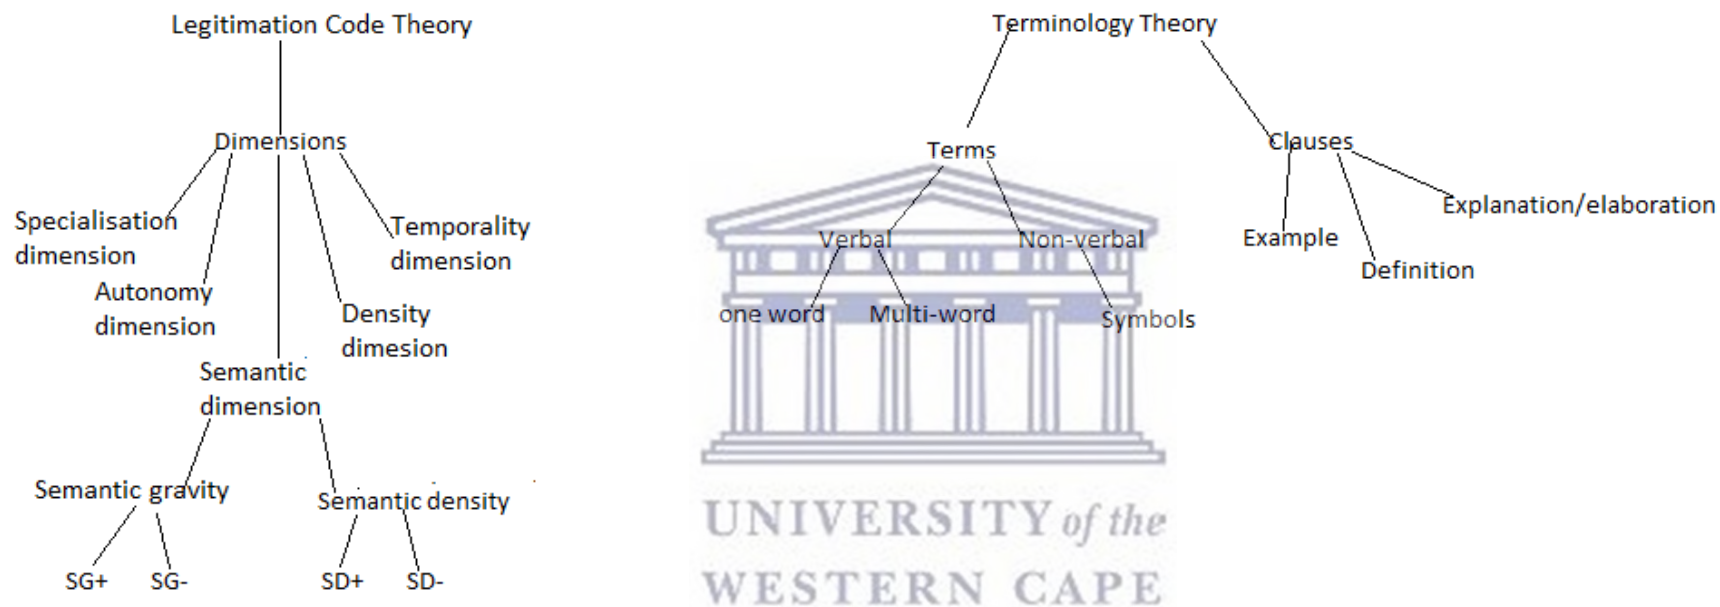 Legitimation Code Theory
Dimensions
Specialisation
dimension
Autonomy
dimension
Semantic
dimension
Density
dimesion
Temporality
dimension
Semantic gravity
Semantic density
SG+
SG-
SD+
SD-
Terminology Theory
Terms
Clauses
Verbal
Non-verbal
one word
Multi-word
Symbols
Example
Definition
Explanation/elaboration
UNIVERSITY of the
WESTERN CAPE